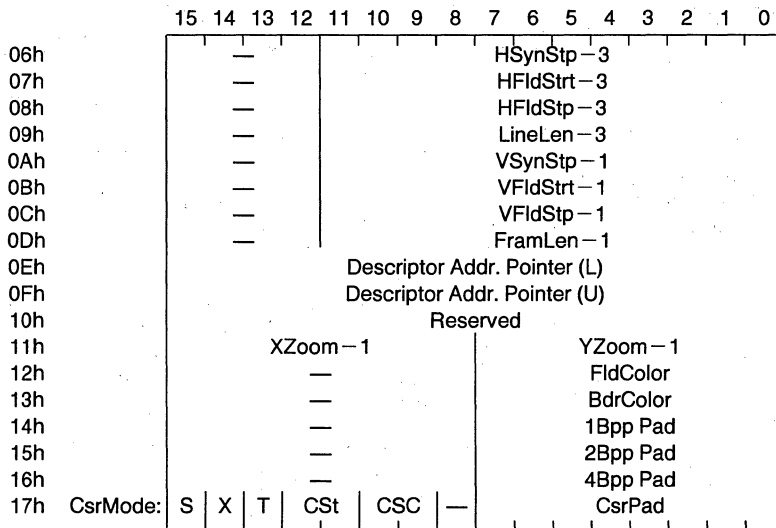 15 14 13 12 11 10 9 8 7 6 5 4 3 2 1 0
06h — HSynStp−3
07h — HFldStrt−3
08h — HFldStp−3
09h — LineLen−3
0Ah — VSynStp−1
0Bh — VFldStrt−1
0Ch — VFldStp−1
0Dh — FramLen−1
0Eh Descriptor Addr. Pointer (L)
0Fh Descriptor Addr. Pointer (U)
10h Reserved
11h XZoom−1 YZoom−1
12h — FldColor
13h — BdrColor
14h — 1Bpp Pad
15h — 2Bpp Pad
16h — 4Bpp Pad
17h CsrMode: S X T CSt CSC — CsrPad